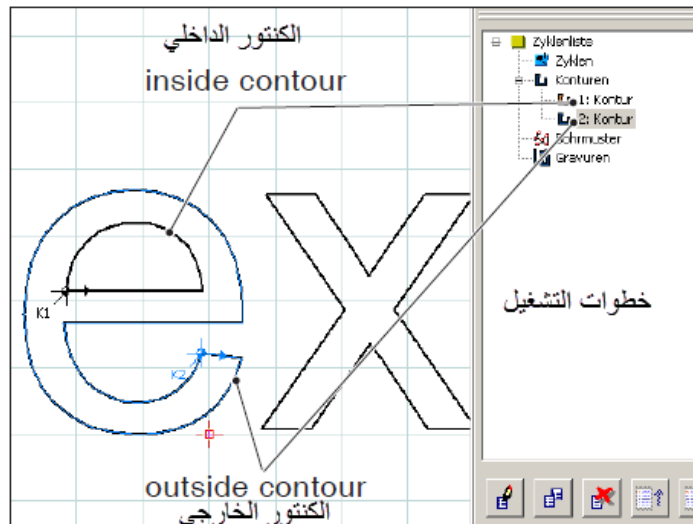 الكنتور الداخلي
inside contour
K1
K2
outside contour
الكنتور الخارجي
Zyklenliste
Zyklen
Konturen
1: Kontur
2: Kontur
Bohrmuster
Gravuren
خطوات التشغيل